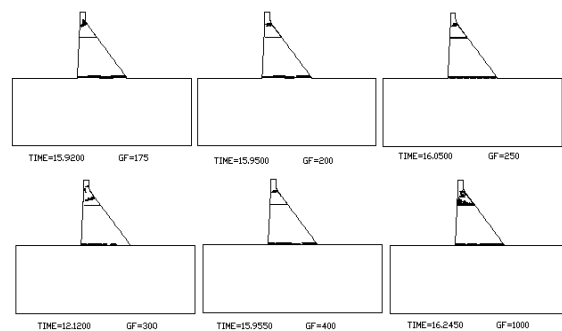 TIME=15.9200 GF=175
TIME=15.9500 GF=200
TIME=16.0500 GF=250
TIME=12.1200 GF=300
TIME=15.9550 GF=400
TIME=16.2450 GF=1000